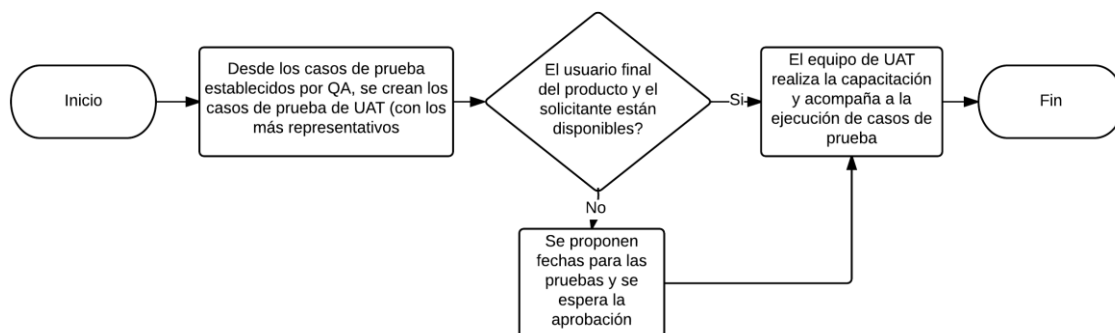 Inicio
Desde los casos de prueba
establecidos por QA, se crean los
casos de prueba de UAT (con los
más representativos
El usuario final
del producto y el
solicitante están
disponibles?
Si
El equipo de UAT
realiza la capacitación
y acompaña a la
ejecución de casos de
prueba
Fin
No
Se proponen
fechas para las
pruebas y se
espera la
aprobación